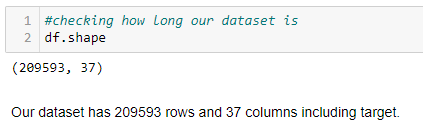 1 #checking how long our dataset is
2 df.shape
(209593, 37)
Our dataset has 209593 rows and 37 columns including target.